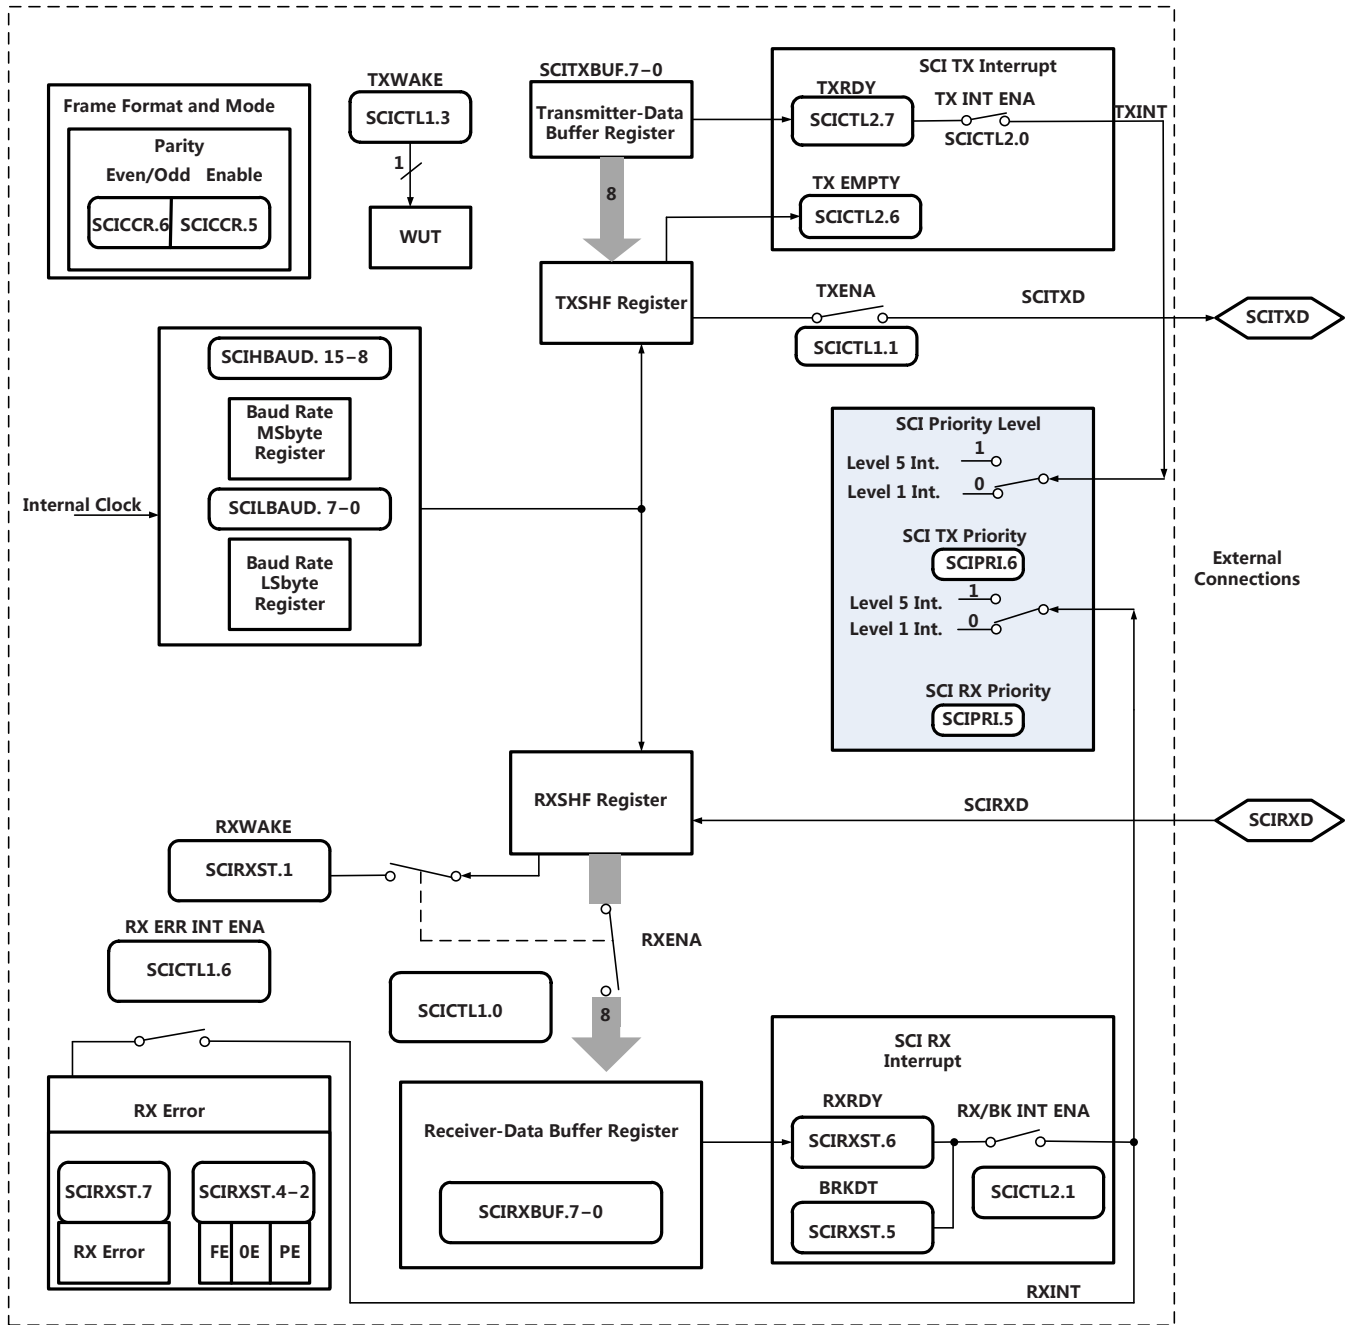 Frame Format and Mode
Parity
Even/Odd Enable
SCICCR.6 SCICCR.5
TXWAKE
SCICTL1.3
1
WUT
SCITXBUF.7-0
Transmitter-Data
Buffer Register
8
TXSHF Register
SCI TX Interrupt
TXRDY
SCICTL2.7
TX INT ENA
SCICTL2.0
TXINT
TX EMPTY
SCICTL2.6
TXENA
SCICTL1.1
SCITXD
SCITXD
SCIHBAUD. 15-8
Baud Rate
MSbyte
Register
Internal Clock
SCILBAUD. 7-0
Baud Rate
LSbyte
Register
SCI Priority Level
1
Level 5 Int.
0
Level 1 Int.
SCI TX Priority
SCIPRI.6
1
Level 5 Int.
0
Level 1 Int.
SCI RX Priority
SCIPRI.5
External
Connections
RXSHF Register
SCIRXD
SCIRXD
RXWAKE
SCIRXST.1
RX ERR INT ENA
SCICTL1.6
RXENA
SCICTL1.0
8
RX Error
SCIRXST.7
SCIRXST.4-2
RX Error
FE 0E PE
Receiver-Data Buffer Register
SCIRXBUF.7-0
SCI RX
Interrupt
RXRDY
SCIRXST.6
RX/BK INT ENA
SCICTL2.1
BRKDT
SCIRXST.5
RXINT